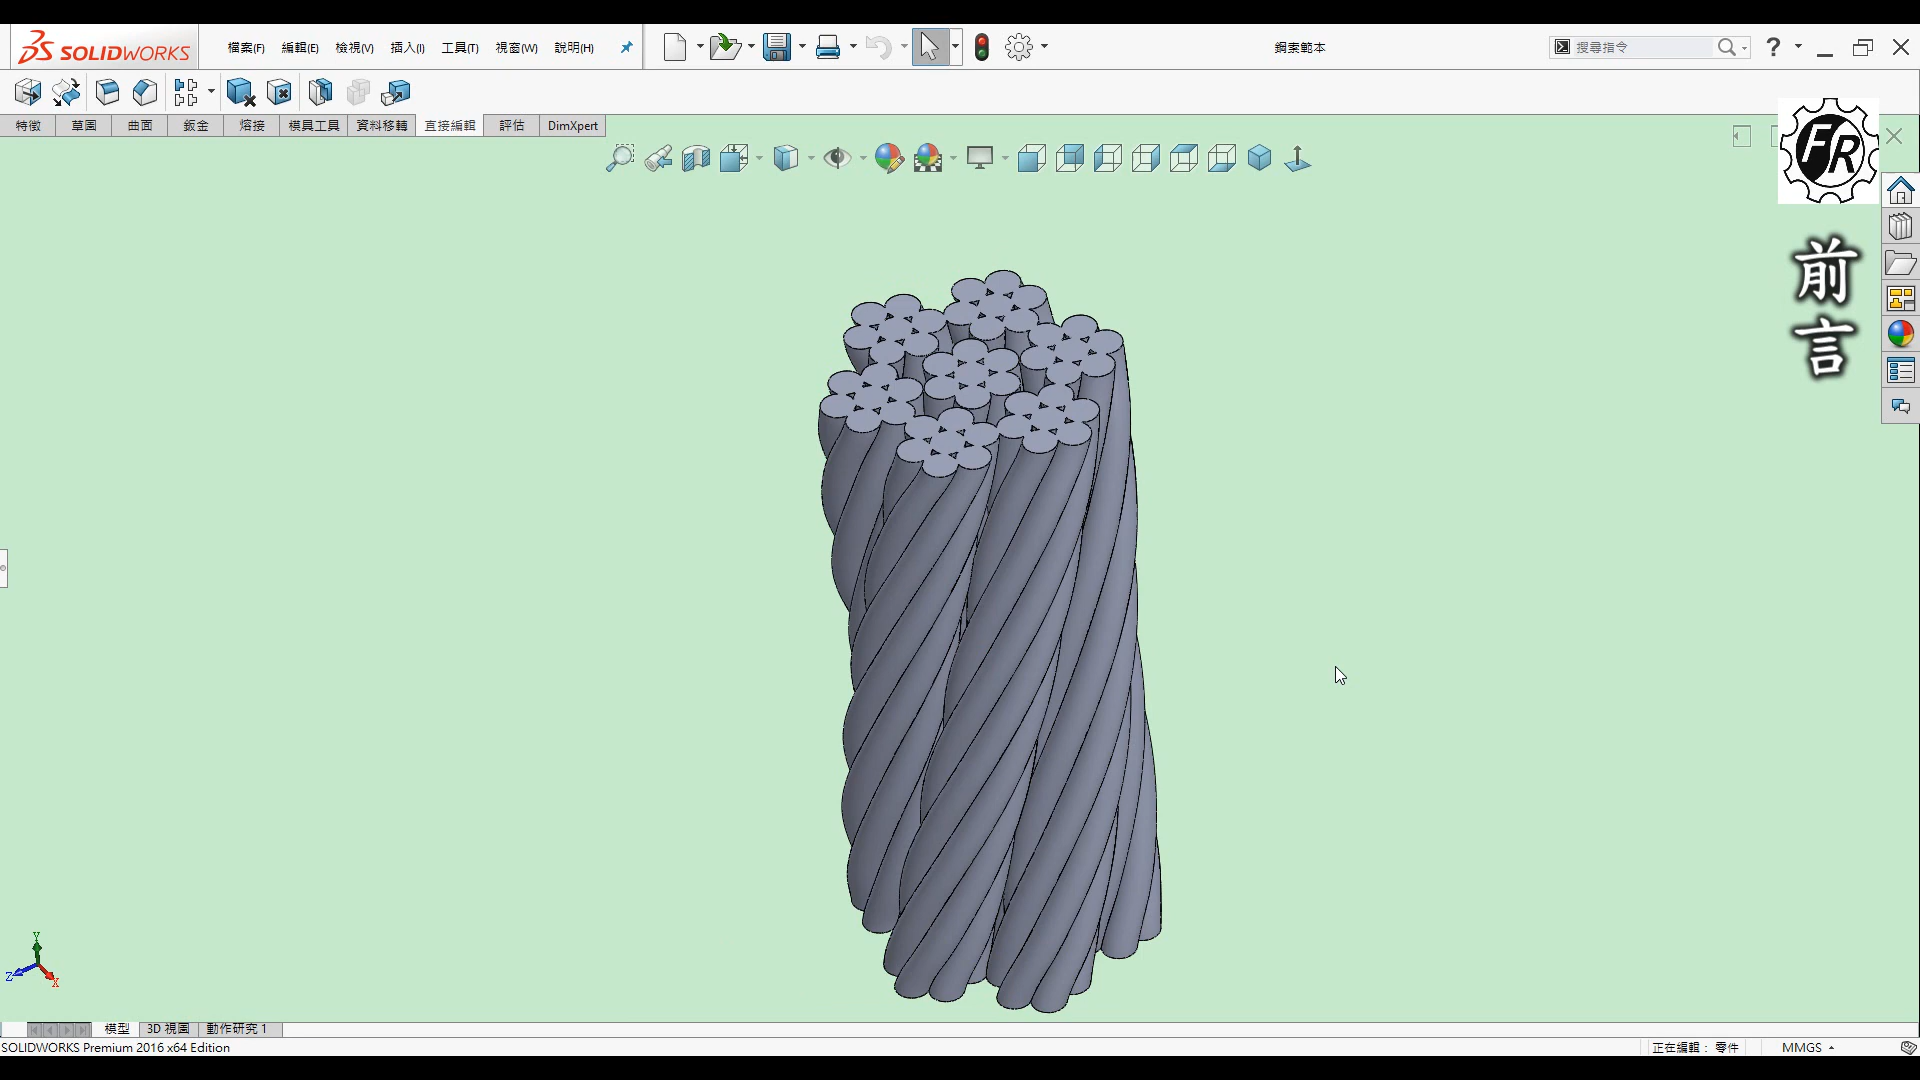 SOLIDWORKS
檔案(F) 編輯(E) 檢視(V) 插入(I) 工具(T) 視窗(W) 說明(H)
鋼索範本
搜尋指令
?
特徵 草圖 曲面 鈑金 熔接 模具工具 資料移轉 直接編輯 評估 DimXpert
FR
前
言
Y
Z
X
模型 3D 視圖 動作研究 1
SOLIDWORKS Premium 2016 x64 Edition
正在編輯: 零件
MMGS